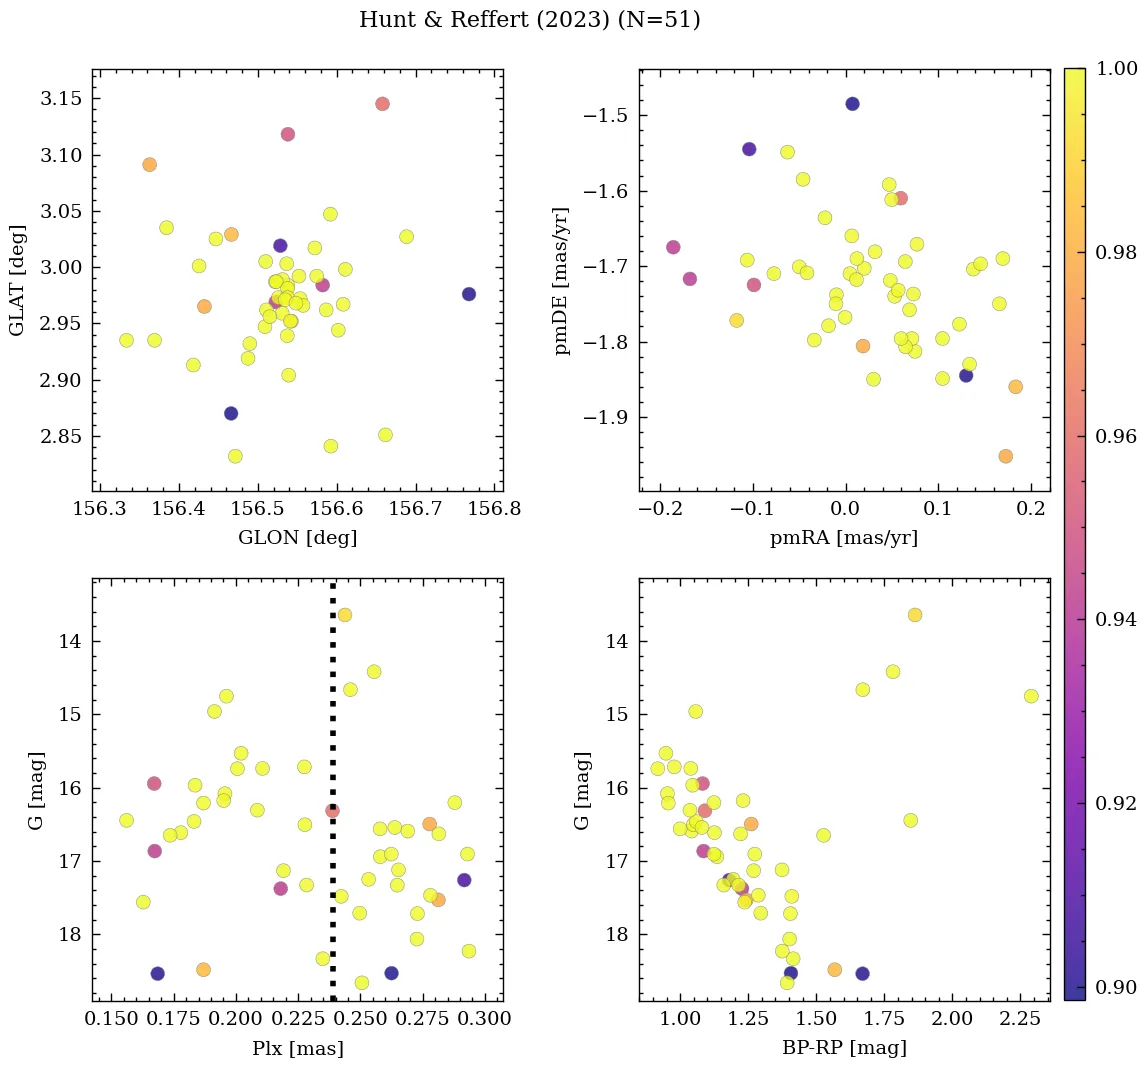 Hunt & Reffert (2023) (N=51)
3.15
3.10
3.05
3.00
2.95
2.90
2.85
GLAT [deg]
156.3 156.4 156.5 156.6 156.7 156.8
GLON [deg]
−1.5
−1.6
−1.7
−1.8
−1.9
pmDE [mas/yr]
−0.2 −0.1 0.0 0.1 0.2
pmRA [mas/yr]
14
15
16
17
18
G [mag]
0.150 0.175 0.200 0.225 0.250 0.275 0.300
Plx [mas]
14
15
16
17
18
G [mag]
1.00 1.25 1.50 1.75 2.00 2.25
BP-RP [mag]
1.00
0.98
0.96
0.94
0.92
0.90